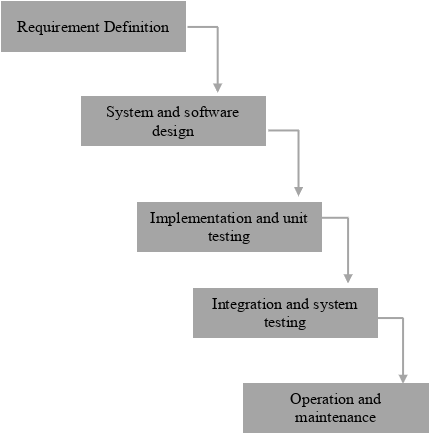 Requirement Definition
System and software
design
Implementation and unit
testing
Integration and system
testing
Operation and
maintenance